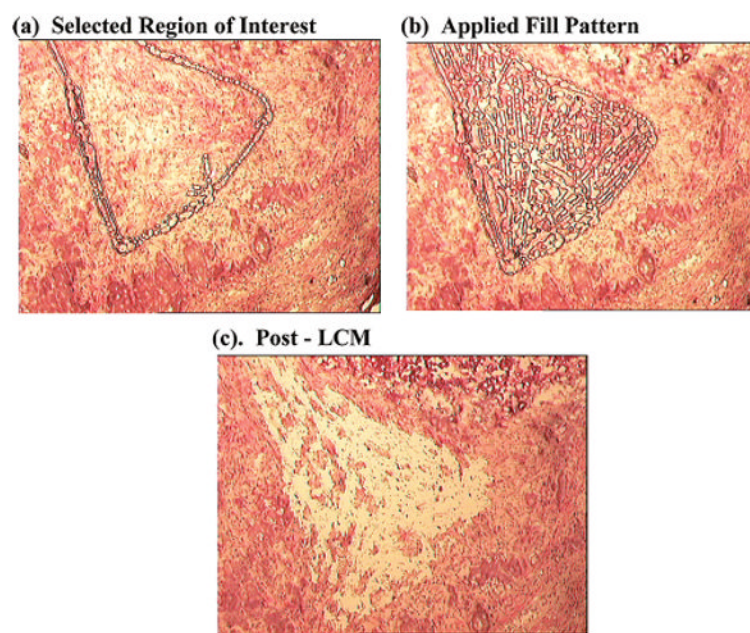 (a) Selected Region of Interest
(b) Applied Fill Pattern
(c). Post - LCM